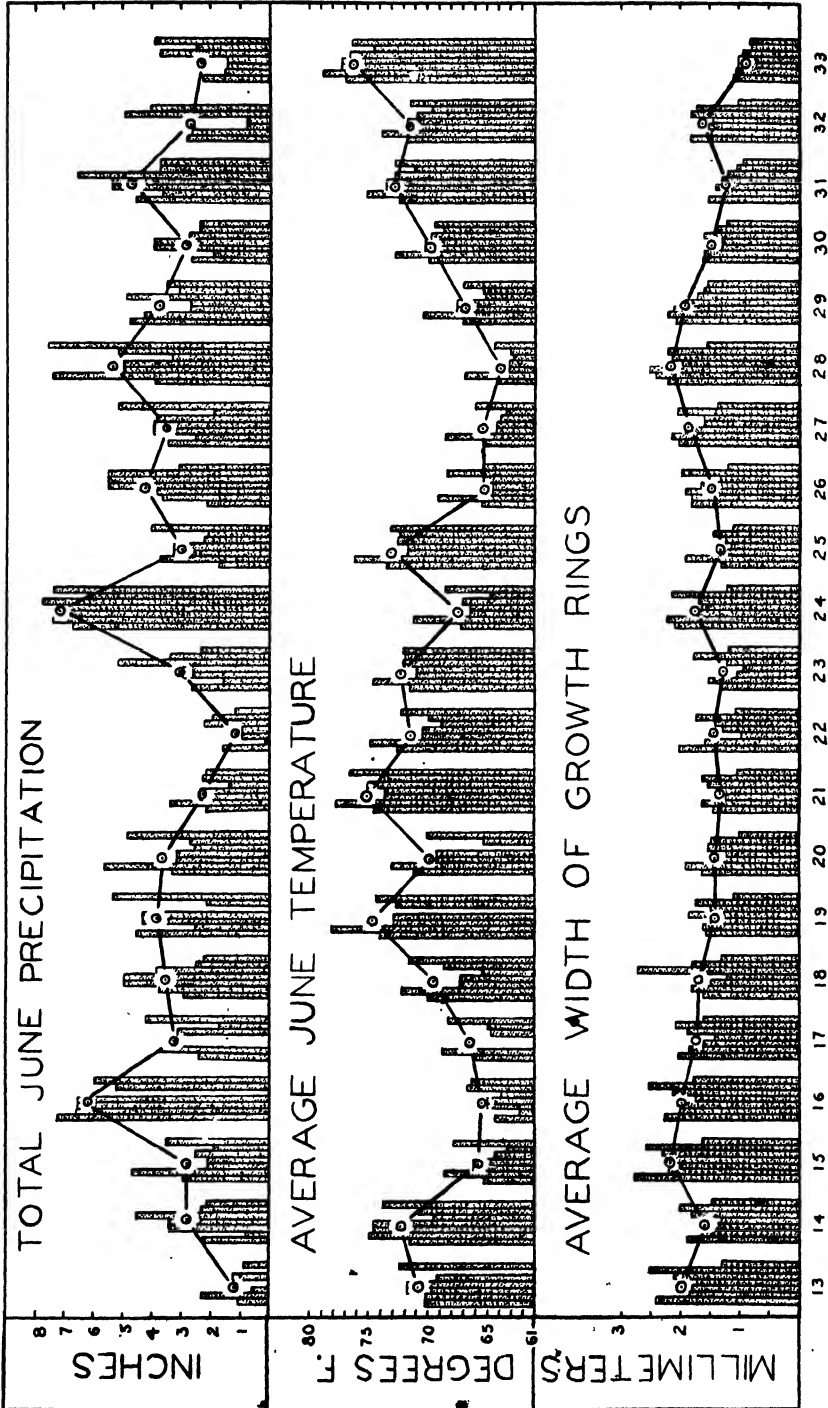 TOTAL JUNE PRECIPITATION
INCHES
8
7
6
5
4
3
2
1
AVERAGE JUNE TEMPERATURE
DEGREES F.
80
75
70
65
61
AVERAGE WIDTH OF GROWTH RINGS
MILLIMETERS
3
2
1
13 14 15 16 17 18 19 20 21 22 23 24 25 26 27 28 29 30 31 32 33